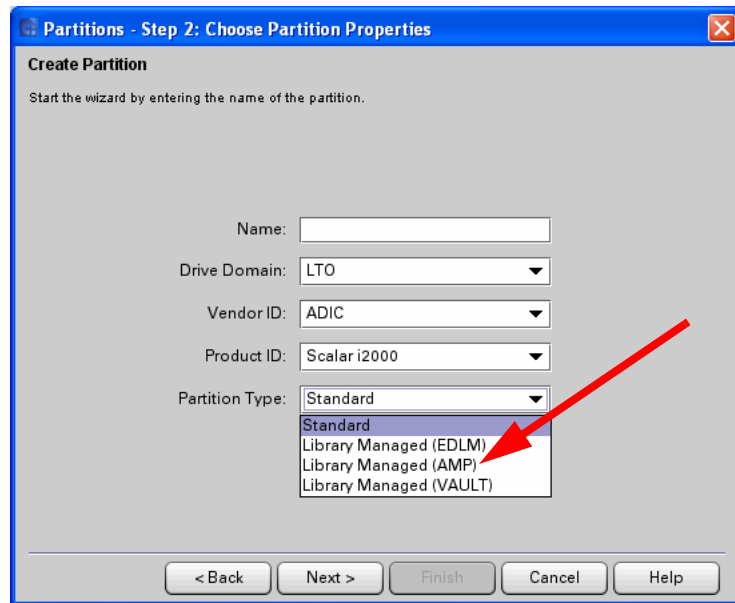 Partitions - Step 2: Choose Partition Properties
Create Partition
Start the wizard by entering the name of the partition.
Name:
Drive Domain: LTO
Vendor ID: ADIC
Product ID: Scalar i2000
Partition Type: Standard
Standard
Library Managed (EDLM)
Library Managed (AMP)
Library Managed (VAULT)
< Back Next > Finish Cancel Help